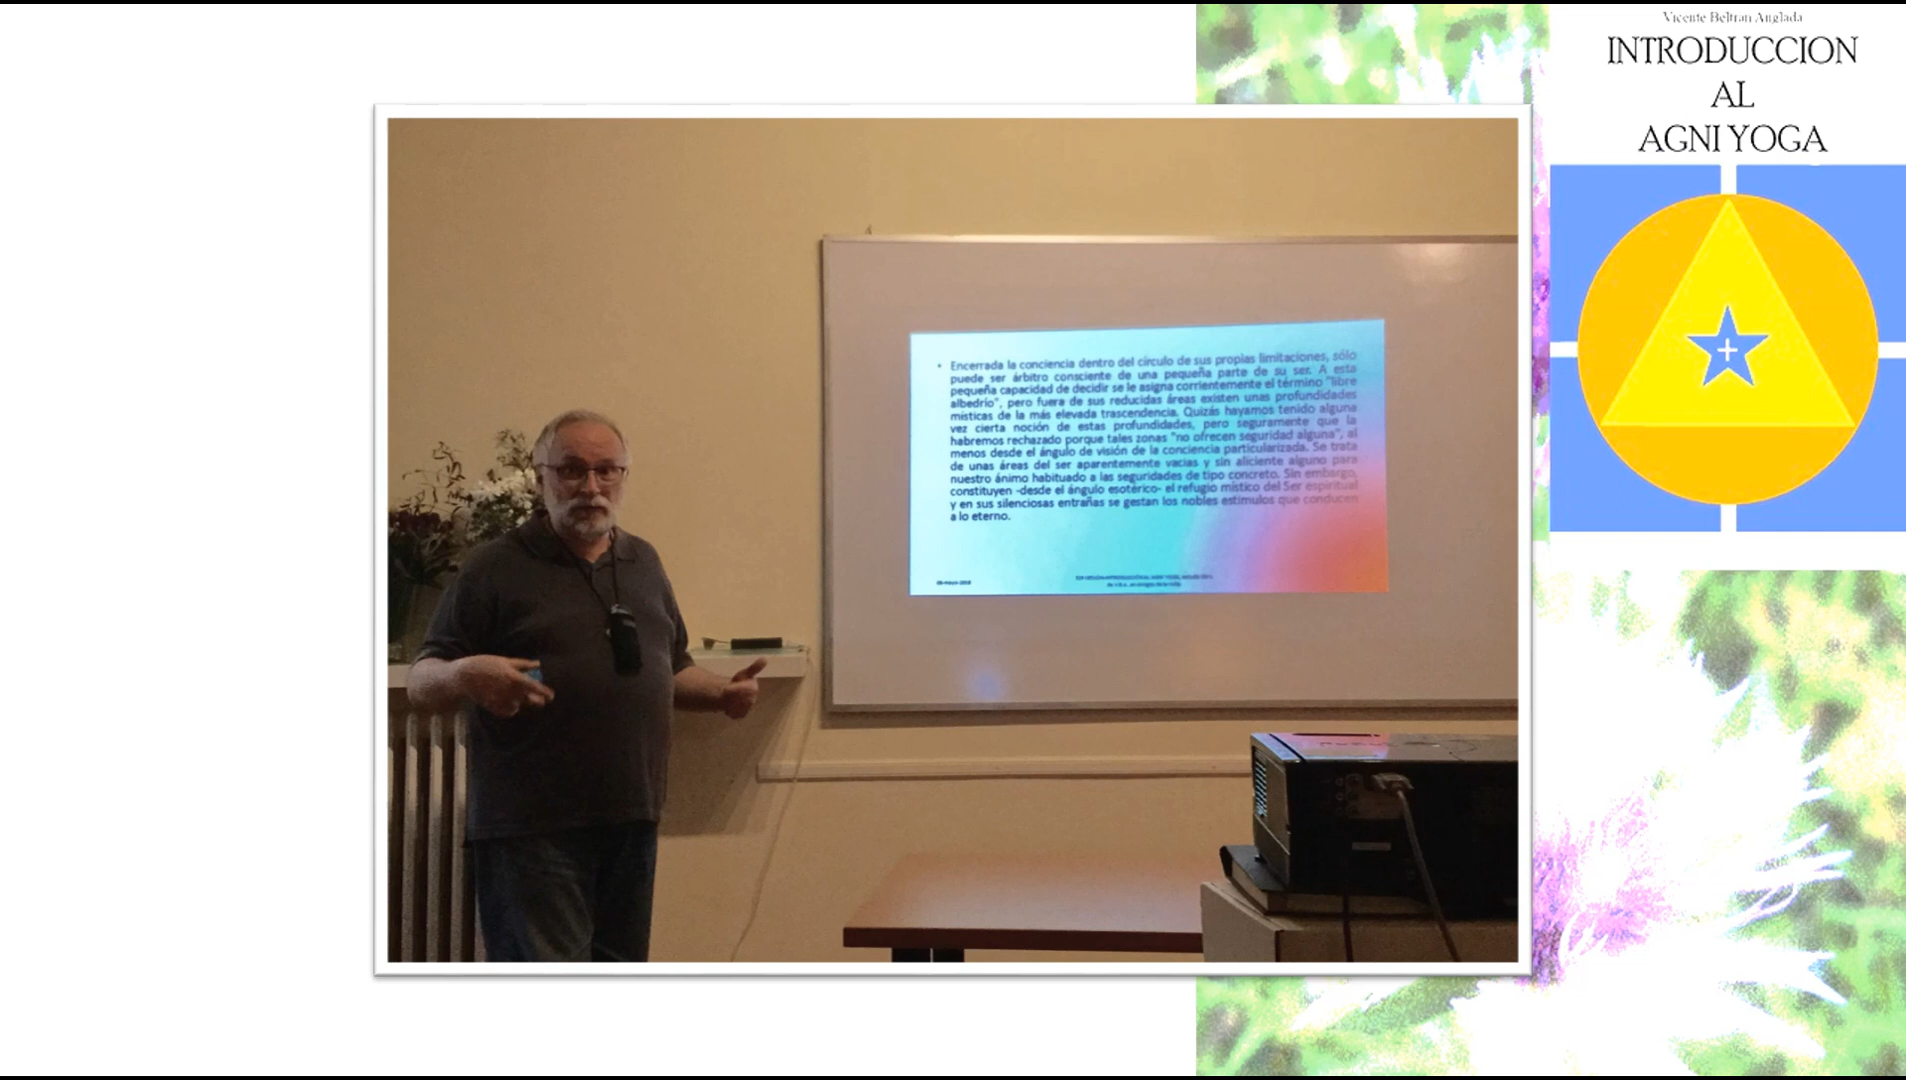 Vicente Beltran Anglada
INTRODUCCION
AL
AGNI YOGA
• Encerrada la conciencia dentro del círculo de sus propias limitaciones, sólo
puede ser árbitro consciente de una pequeña parte de su ser. A esta
pequeña capacidad de decidir se le asigna corrientemente el término "libre
albedrío", pero fuera de sus reducidas áreas existen unas profundidades
místicas de la más elevada trascendencia. Quizás hayamos tenido alguna
vez cierta noción de estas profundidades, pero seguramente que la
habremos rechazado porque tales zonas "no ofrecen seguridad alguna", al
menos desde el ángulo de visión de la conciencia particularizada. Se trata
de unas áreas del ser aparentemente vacías y sin aliciente alguno para
nuestro ánimo habituado a las seguridades de tipo concreto. Sin embargo,
constituyen -desde el ángulo esotérico- el refugio místico del Ser espiritual
y en sus silenciosas entrañas se gestan los nobles estímulos que conducen
a lo eterno.